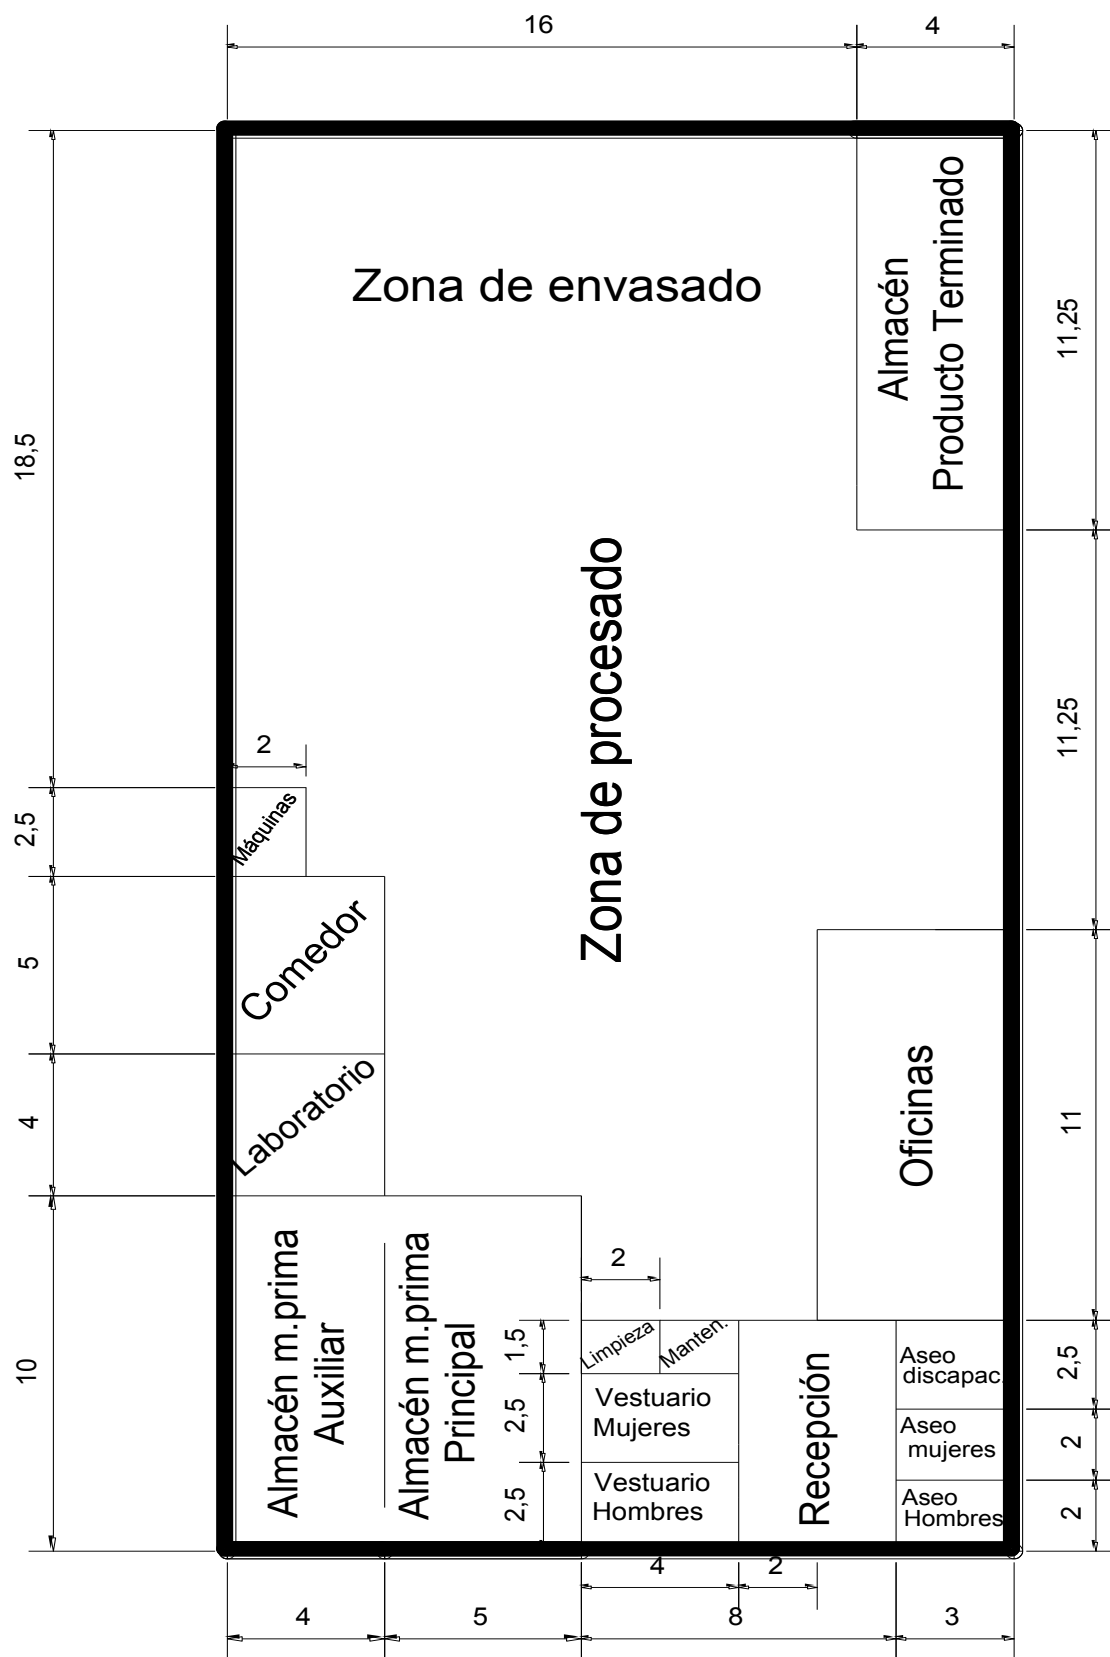 16
4
Zona de envasado
Almacén
Producto Terminado
11,25
18,5
Zona de procesado
11,25
2
Máquinas
2,5
Comedor
5
Laboratorio
4
Oficinas
11
Almacén m.prima
Auxiliar
Almacén m.prima
Principal
10
2
Limpieza
Manten.
1,5
Vestuario
Mujeres
2,5
Vestuario
Hombres
2,5
Recepción
Aseo
discapac.
2,5
Aseo
mujeres
2
Aseo
Hombres
2
4
2
4
5
8
3